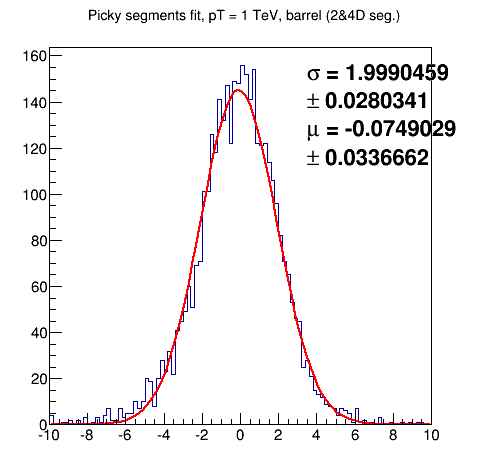 Picky segments fit, pT = 1 TeV, barrel (2&4D seg.)
σ = 1.9990459
± 0.0280341
μ = -0.0749029
± 0.0336662
160
140
120
100
80
60
40
20
0
-10 -8 -6 -4 -2 0 2 4 6 8 10